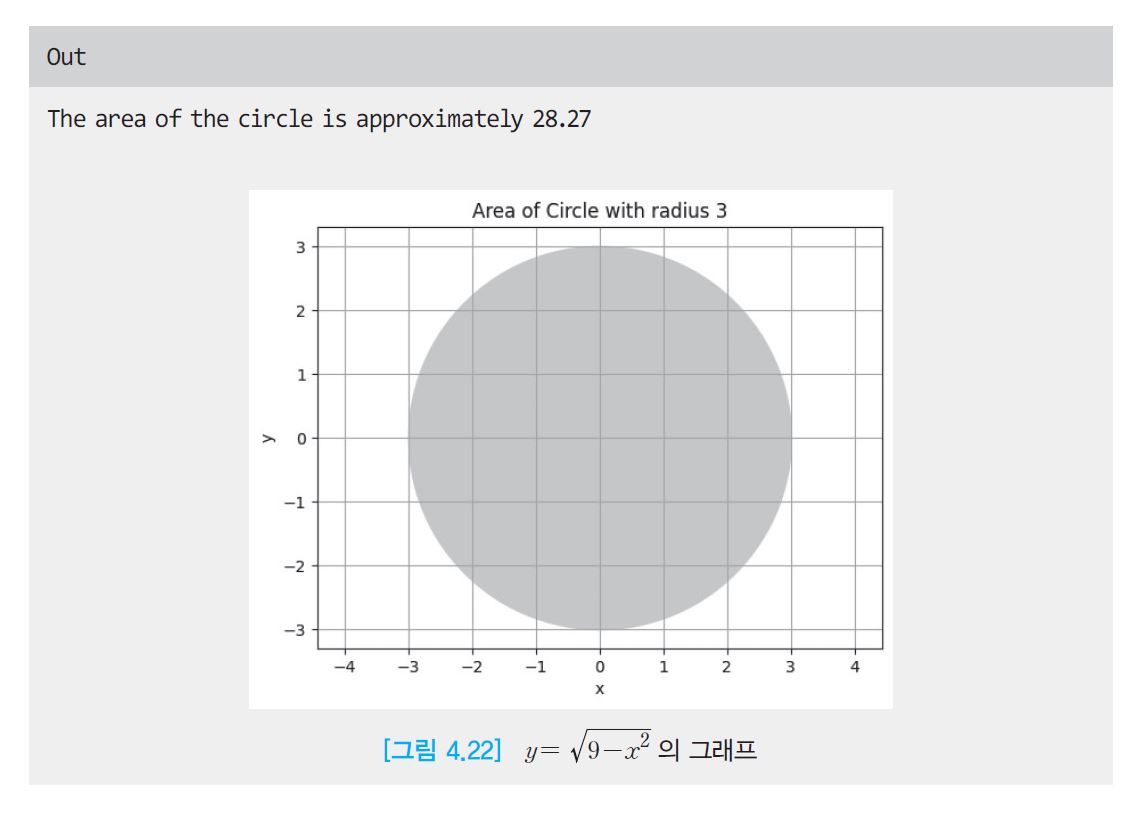 Out
The area of the circle is approximately 28.27
Area of Circle with radius 3
3
2
1
0
−1
−2
−3
y
−4 −3 −2 −1 0 1 2 3 4
x
[그림 4.22] y= √9−x² 의 그래프